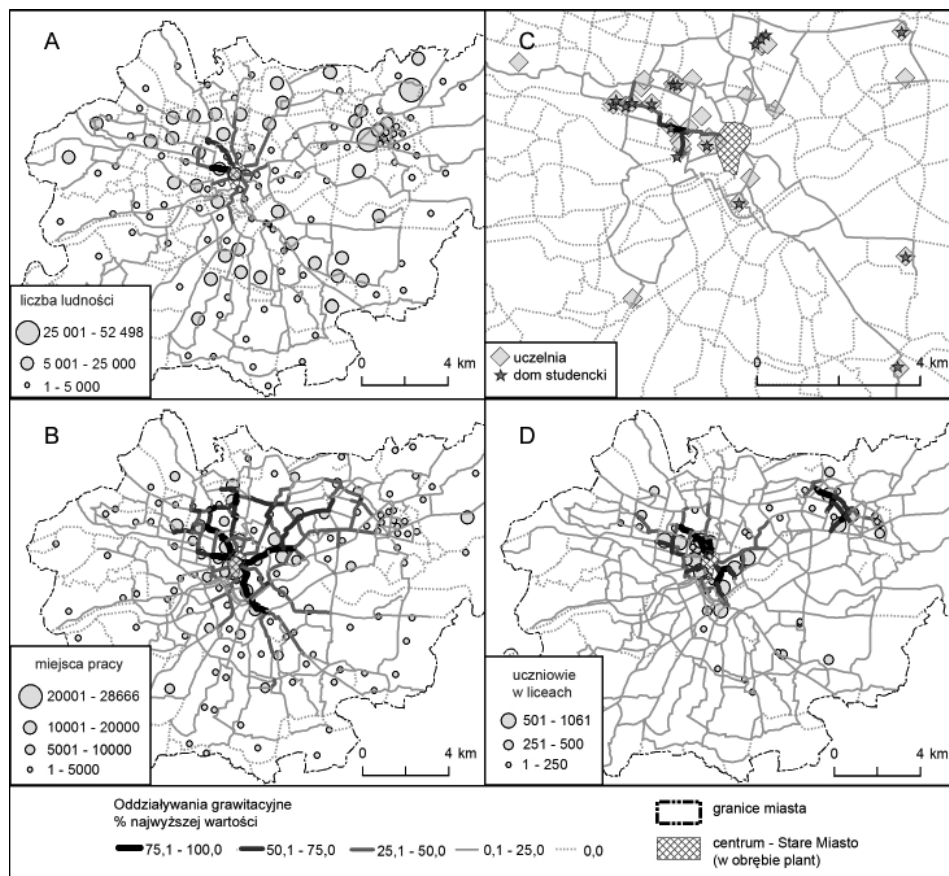 A
liczba ludności
25 001 - 52 498
5 001 - 25 000
1 - 5 000
0 4 km
C
uczelnia
dom studencki
0 4 km
B
miejsca pracy
20001 - 28666
10001 - 20000
5001 - 10000
1 - 5000
0 4 km
D
uczniowie
w liceach
501 - 1061
251 - 500
1 - 250
0 4 km
Oddziaływania grawitacyjne
% najwyższej wartości
75,1 - 100,0 50,1 - 75,0 25,1 - 50,0 0,1 - 25,0 0,0
granice miasta
centrum - Stare Miasto
(w obrębie plant)